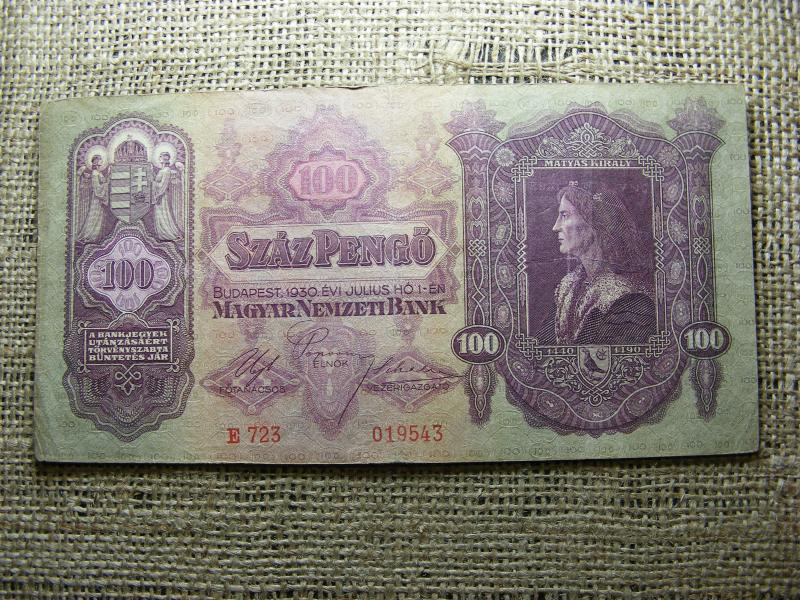 100
A BANKJEGYEK
UTÁNZÁSÁÉRT
TÖRVÉNYSZABTA
BÜNTETÉS JÁR
100
SZÁZ PENGŐ
BUDAPEST, 1930. ÉVI JULIUS HÓ 1-ÉN
MAGYAR NEMZETI BANK
FŐTANÁCSOS
ELNÖK
VEZÉRIGAZGATÓ
E 723
019543
MÁTYÁS KIRÁLY
100
100
1440
1490